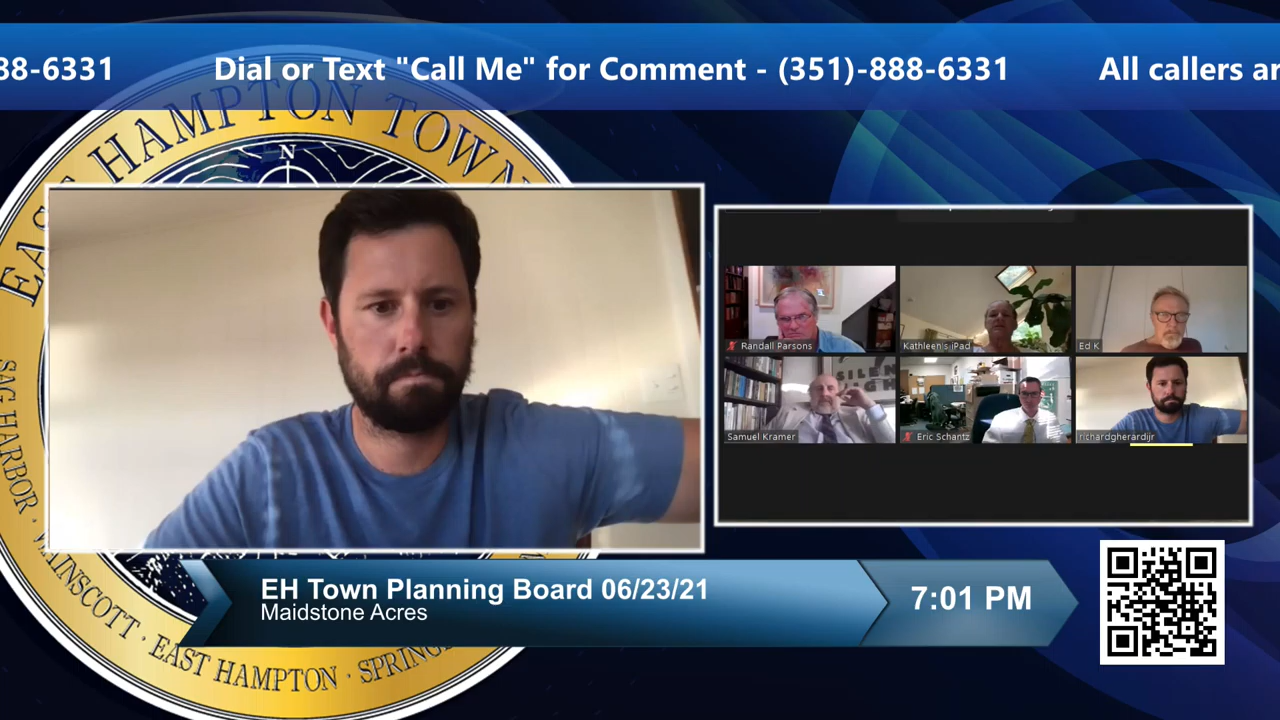 88-6331 Dial or Text "Call Me" for Comment - (351)-888-6331 All callers ar
EAST HAMPTON TOWN
N
Randall Parsons
Kathleen's iPad
Ed K
SILEN
IGH
Samuel Kramer
Eric Schantz
richardgherardijr
SAG HARBOR · WAINSCOTT · EAST HAMPTON · SPRING
EH Town Planning Board 06/23/21
Maidstone Acres
7:01 PM